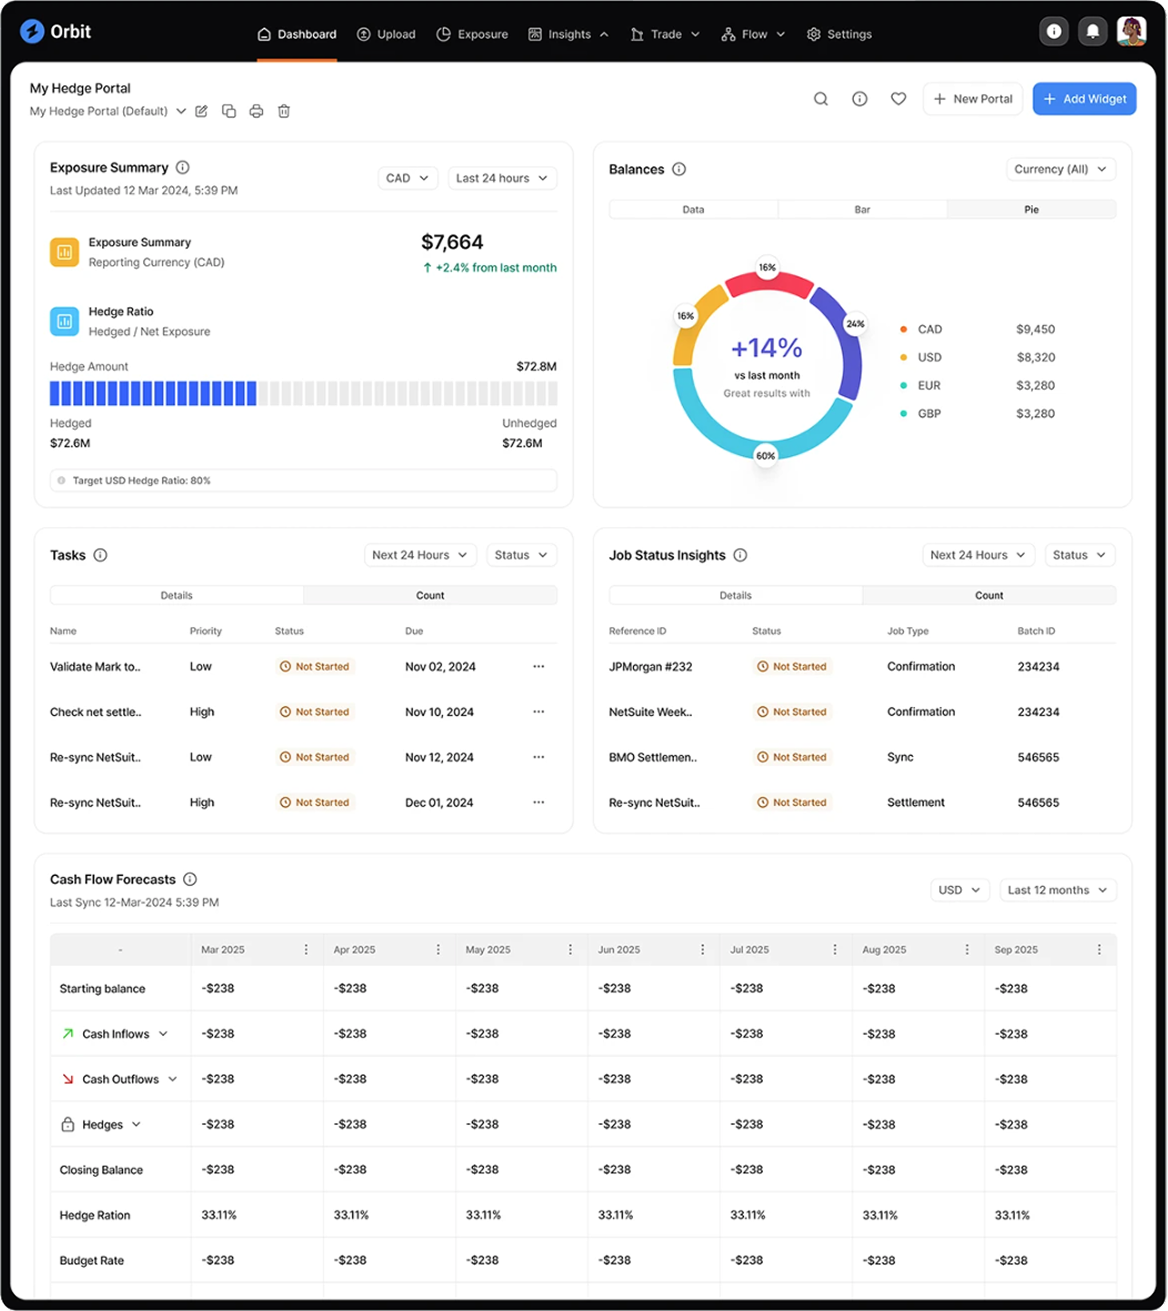 Orbit
Dashboard Upload Exposure Insights Trade Flow Settings
My Hedge Portal
My Hedge Portal (Default)
New Portal
Add Widget
Exposure Summary
Last Updated 12 Mar 2024, 5:39 PM
CAD
Last 24 hours
Exposure Summary
Reporting Currency (CAD)
$7,664
+2.4% from last month
Hedge Ratio
Hedged / Net Exposure
Hedge Amount $72.8M
Hedged Unhedged
$72.6M $72.6M
Target USD Hedge Ratio: 80%
Balances
Currency (All)
Data Bar Pie
16%
16%
24%
+14%
vs last month
Great results with
60%
CAD $9,450
USD $8,320
EUR $3,280
GBP $3,280
Tasks
Next 24 Hours
Status
Details Count
Name Priority Status Due
Validate Mark to.. Low Not Started Nov 02, 2024
Check net settle.. High Not Started Nov 10, 2024
Re-sync NetSuit.. Low Not Started Nov 12, 2024
Re-sync NetSuit.. High Not Started Dec 01, 2024
Job Status Insights
Next 24 Hours
Status
Details Count
Reference ID Status Job Type Batch ID
JPMorgan #232 Not Started Confirmation 234234
NetSuite Week.. Not Started Confirmation 234234
BMO Settlemen.. Not Started Sync 546565
Re-sync NetSuit.. Not Started Settlement 546565
Cash Flow Forecasts
Last Sync 12-Mar-2024 5:39 PM
USD
Last 12 months
- Mar 2025 Apr 2025 May 2025 Jun 2025 Jul 2025 Aug 2025 Sep 2025
Starting balance -$238 -$238 -$238 -$238 -$238 -$238 -$238
Cash Inflows -$238 -$238 -$238 -$238 -$238 -$238 -$238
Cash Outflows -$238 -$238 -$238 -$238 -$238 -$238 -$238
Hedges -$238 -$238 -$238 -$238 -$238 -$238 -$238
Closing Balance -$238 -$238 -$238 -$238 -$238 -$238 -$238
Hedge Ration 33.11% 33.11% 33.11% 33.11% 33.11% 33.11% 33.11%
Budget Rate -$238 -$238 -$238 -$238 -$238 -$238 -$238